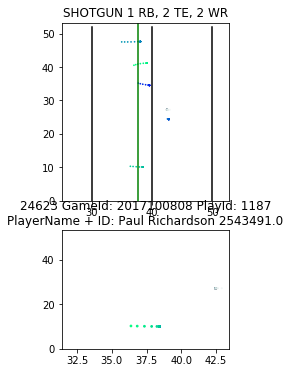 SHOTGUN 1 RB, 2 TE, 2 WR
50
40
30
20
10
0
30 40 50
24623 GameId: 2017100808 PlayId: 1187
PlayerName + ID: Paul Richardson 2543491.0
40
20
0
32.5 35.0 37.5 40.0 42.5